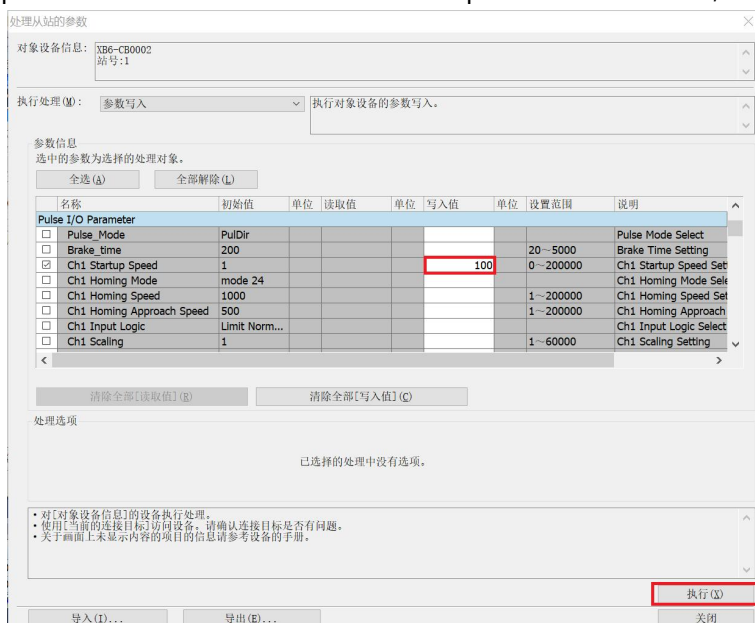 处理从站的参数
对象设备信息: XB6-CB0002
站号:1
执行处理(M): 参数写入 执行对象设备的参数写入。
参数信息
选中的参数为选择的处理对象。
全选(A) 全部解除(L)
名称 初始值 单位 读取值 单位 写入值 单位 设置范围 说明
Pulse I/O Parameter
Pulse_Mode PulDir Pulse Mode Select
Brake_time 200 20~5000 Brake Time Setting
Ch1 Startup Speed 1 100 0~200000 Ch1 Startup Speed Sett
Ch1 Homing Mode mode 24 Ch1 Homing Mode Sele
Ch1 Homing Speed 1000 1~200000 Ch1 Homing Speed Set
Ch1 Homing Approach Speed 500 1~200000 Ch1 Homing Approach
Ch1 Input Logic Limit Norm... Ch1 Input Logic Select
Ch1 Scaling 1 1~60000 Ch1 Scaling Setting
清除全部[读取值](R) 清除全部[写入值](C)
处理选项
已选择的处理中没有选项。
•对[对象设备信息]的设备执行处理。
•使用[当前的连接目标]访问设备。请确认连接目标是否有问题。
•关于画面上未显示内容的项目的信息请参考设备的手册。
执行(X)
导入(I)... 导出(E)... 关闭